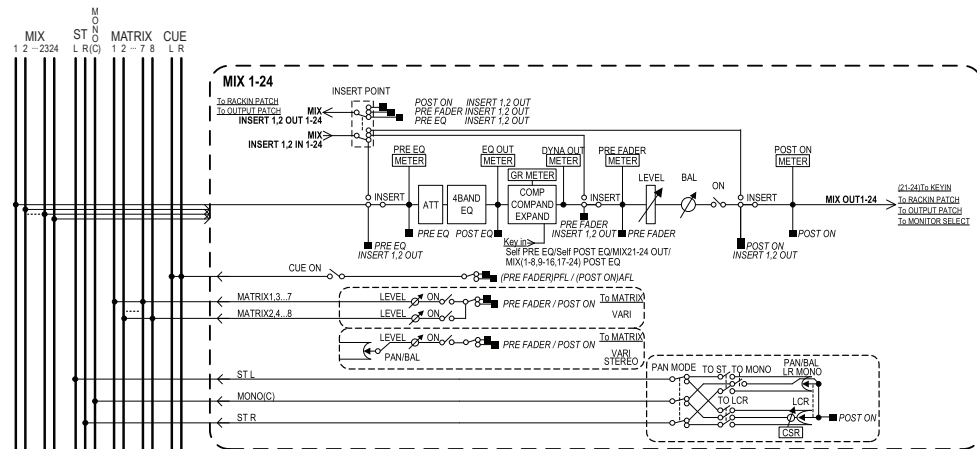 MONO(C)
MIX ST MATRIX CUE
1 2 ··· 23 24 L R (C) 1 2 ··· 7 8 L R
MIX 1-24
INSERT POINT
To RACKIN PATCH
To OUTPUT PATCH
MIX
INSERT 1,2 OUT 1-24
POST ON INSERT 1,2 OUT
PRE FADER INSERT 1,2 OUT
PRE EQ INSERT 1,2 OUT
MIX
INSERT 1,2 IN 1-24
PRE EQ
METER
EQ OUT
METER
DYNA OUT
METER
PRE FADER
METER
POST ON
METER
GR METER
LEVEL BAL ON
INSERT ATT 4BAND EQ COMP COMPAND EXPAND INSERT INSERT
MIX OUT1-24
(21-24)To KEYIN
To RACKIN PATCH
To OUTPUT PATCH
To MONITOR SELECT
PRE EQ
INSERT 1,2 OUT
PRE EQ
POST EQ
PRE FADER
INSERT 1,2 OUT
PRE FADER
POST ON
INSERT 1,2 OUT
POST ON
Key in
Self PRE EQ/Self POST EQ/MIX21-24 OUT/
MIX(1-8,9-16,17-24) POST EQ
CUE ON
(PRE FADER)PFL / (POST ON)AFL
MATRIX1,3...7 LEVEL ON
MATRIX2,4...8 LEVEL ON
PRE FADER / POST ON
To MATRIX
VARI
LEVEL ON
PAN/BAL
PRE FADER / POST ON
To MATRIX
VARI
STEREO
ST L
MONO(C)
ST R
PAN MODE TO ST TO MONO PAN/BAL
LR MONO
TO LCR LCR
CSR
POST ON